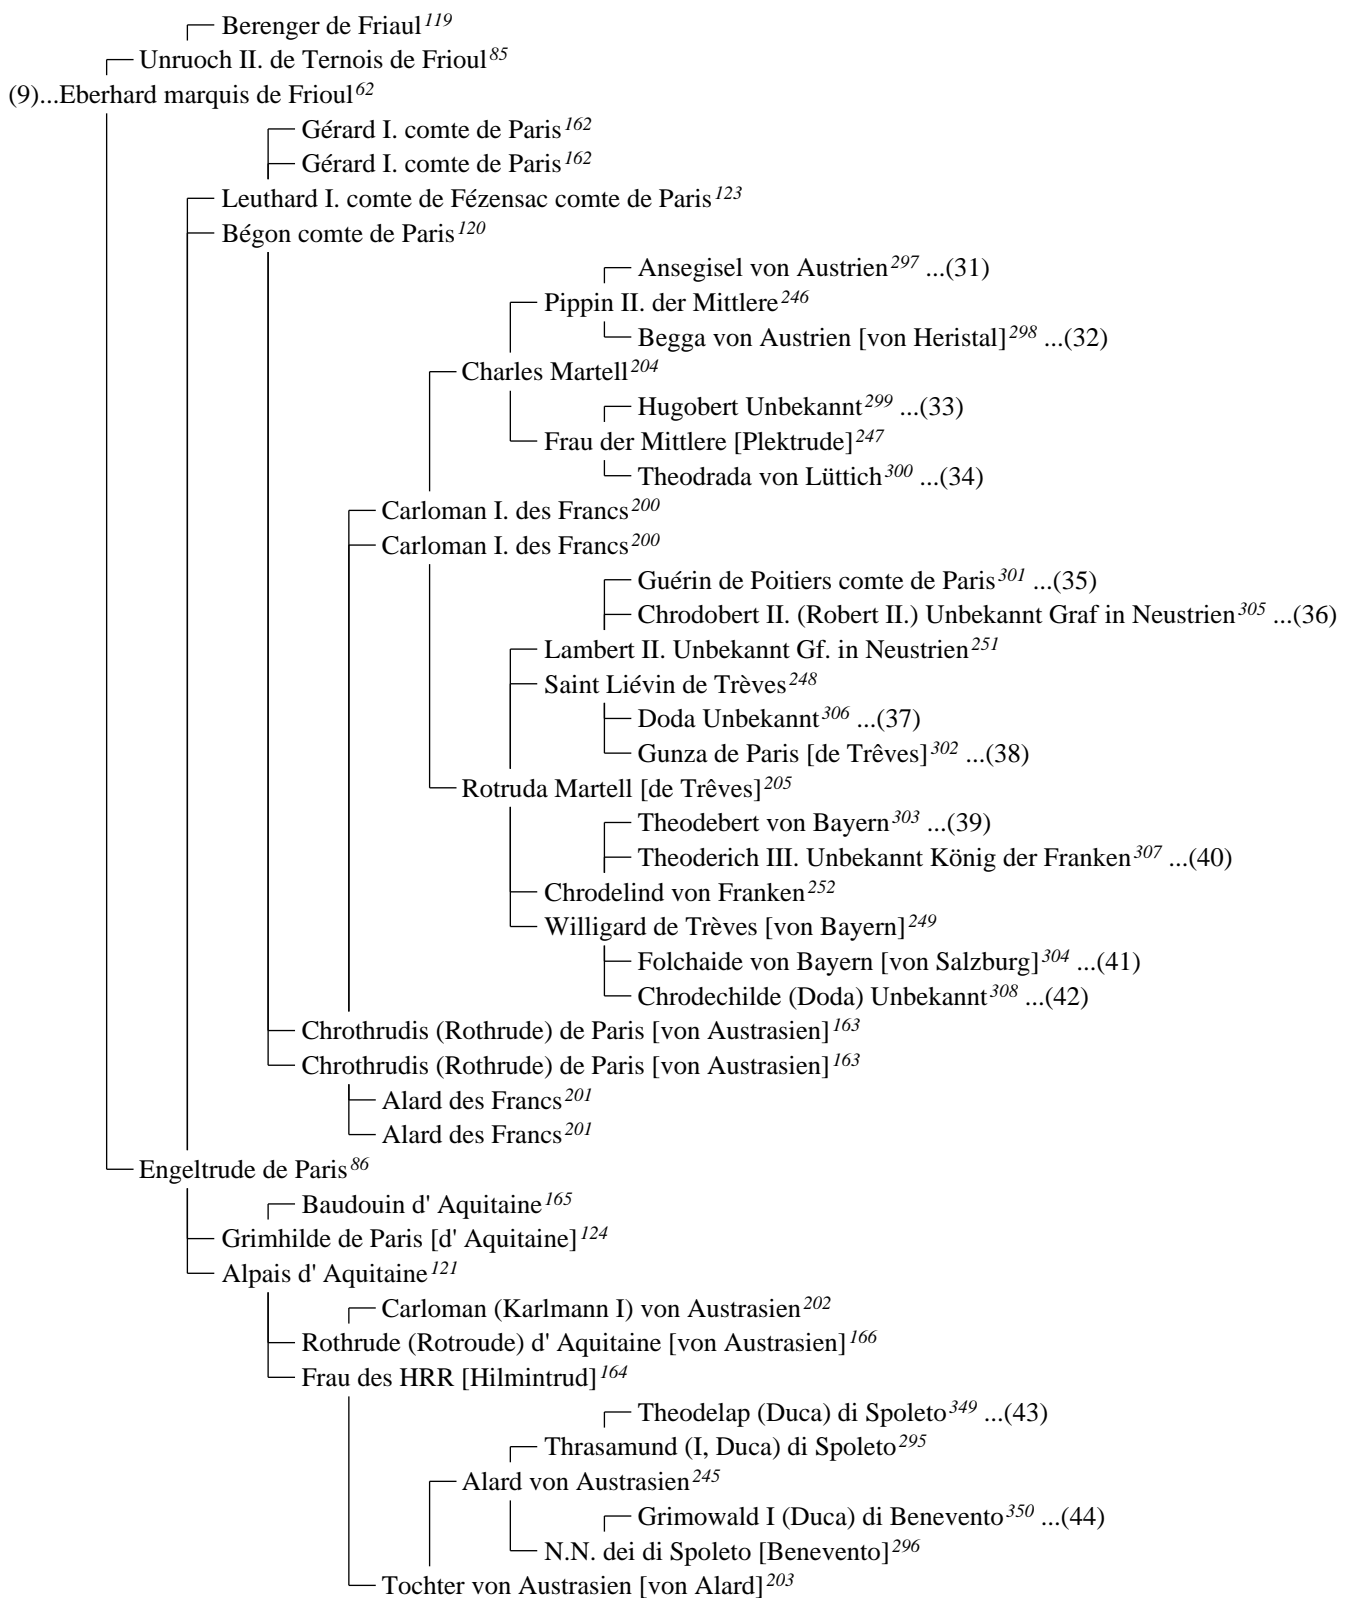 Berenger de Friaul119
Unruoch II. de Ternois de Frioul85
(9)...Eberhard marquis de Frioul62
Gérard I. comte de Paris162
Gérard I. comte de Paris162
Leuthard I. comte de Fézensac comte de Paris123
Bégon comte de Paris120
Ansegisel von Austrien297 ...(31)
Pippin II. der Mittlere246
Begga von Austrien [von Heristal]298 ...(32)
Charles Martell204
Hugobert Unbekannt299 ...(33)
Frau der Mittlere [Plektrude]247
Theodrada von Lüttich300 ...(34)
Carloman I. des Francs200
Carloman I. des Francs200
Guérin de Poitiers comte de Paris301 ...(35)
Chrodobert II. (Robert II.) Unbekannt Graf in Neustrien305 ...(36)
Lambert II. Unbekannt Gf. in Neustrien251
Saint Liévin de Trèves248
Doda Unbekannt306 ...(37)
Gunza de Paris [de Trêves]302 ...(38)
Rotruda Martell [de Trêves]205
Theodebert von Bayern303 ...(39)
Theoderich III. Unbekannt König der Franken307 ...(40)
Chrodelind von Franken252
Willigard de Trèves [von Bayern]249
Folchaide von Bayern [von Salzburg]304 ...(41)
Chrodechilde (Doda) Unbekannt308 ...(42)
Chrothrudis (Rothrude) de Paris [von Austrasien]163
Chrothrudis (Rothrude) de Paris [von Austrasien]163
Alard des Francs201
Alard des Francs201
Engeltrude de Paris86
Baudouin d' Aquitaine165
Grimhilde de Paris [d' Aquitaine]124
Alpais d' Aquitaine121
Carloman (Karlmann I) von Austrasien202
Rothrude (Rotroude) d' Aquitaine [von Austrasien]166
Frau des HRR [Hilmintrud]164
Theodelap (Duca) di Spoleto349 ...(43)
Thrasamund (I, Duca) di Spoleto295
Alard von Austrasien245
Grimowald I (Duca) di Benevento350 ...(44)
N.N. dei di Spoleto [Benevento]296
Tochter von Austrasien [von Alard]203